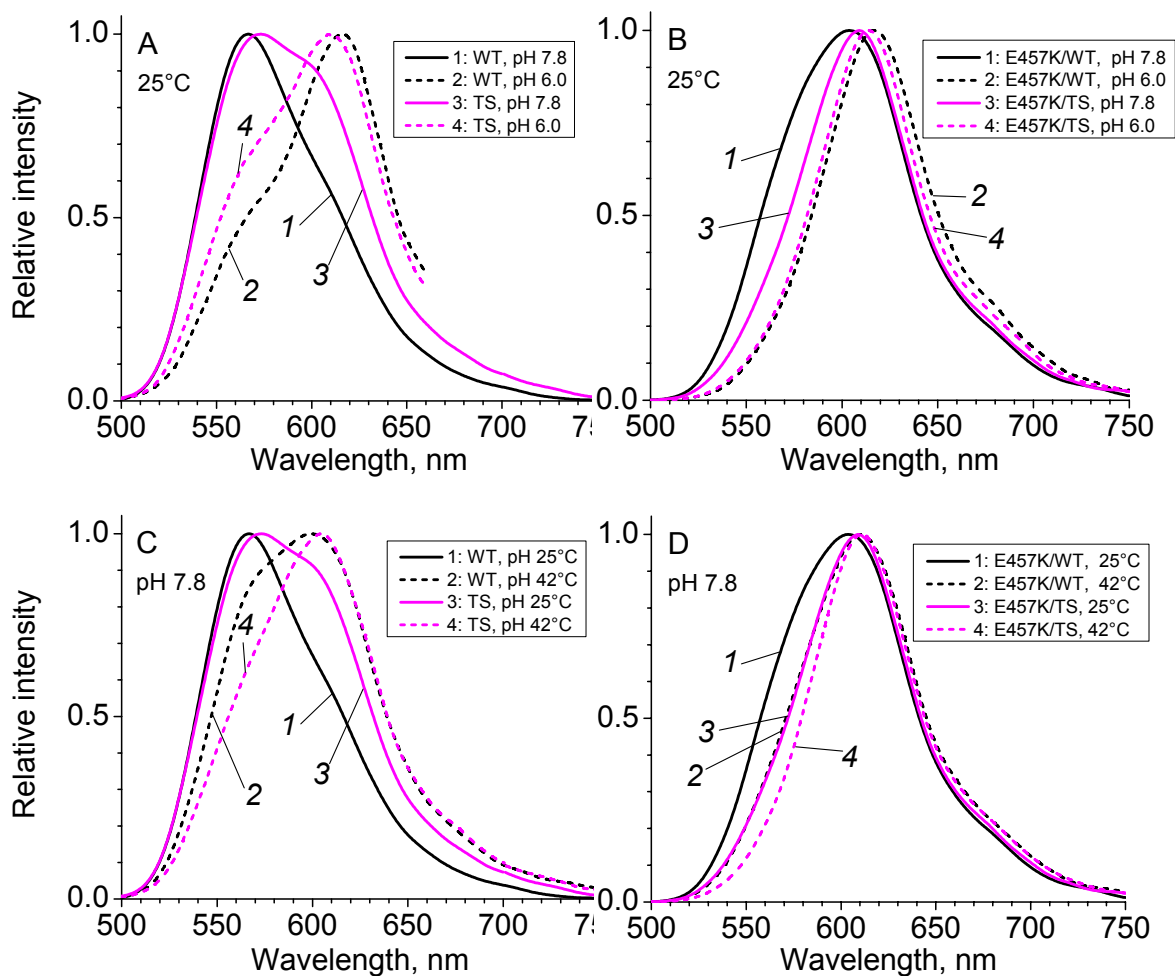 A
25°C
1: WT, pH 7.8
2: WT, pH 6.0
3: TS, pH 7.8
4: TS, pH 6.0
1.0
0.5
0.0
Relative intensity
4
2
1
3
500 550 600 650 700 75
Wavelength, nm
B
25°C
1: E457K/WT, pH 7.8
2: E457K/WT, pH 6.0
3: E457K/TS, pH 7.8
4: E457K/TS, pH 6.0
1.0
0.5
0.0
1
3
2
4
500 550 600 650 700 750
Wavelength, nm
C
pH 7.8
1: WT, pH 25°C
2: WT, pH 42°C
3: TS, pH 25°C
4: TS, pH 42°C
1.0
0.5
0.0
Relative intensity
4
2
1
3
500 550 600 650 700 75
Wavelength, nm
D
pH 7.8
1: E457K/WT, 25°C
2: E457K/WT, 42°C
3: E457K/TS, 25°C
4: E457K/TS, 42°C
1.0
0.5
0.0
1
3
2
4
500 550 600 650 700 750
Wavelength, nm